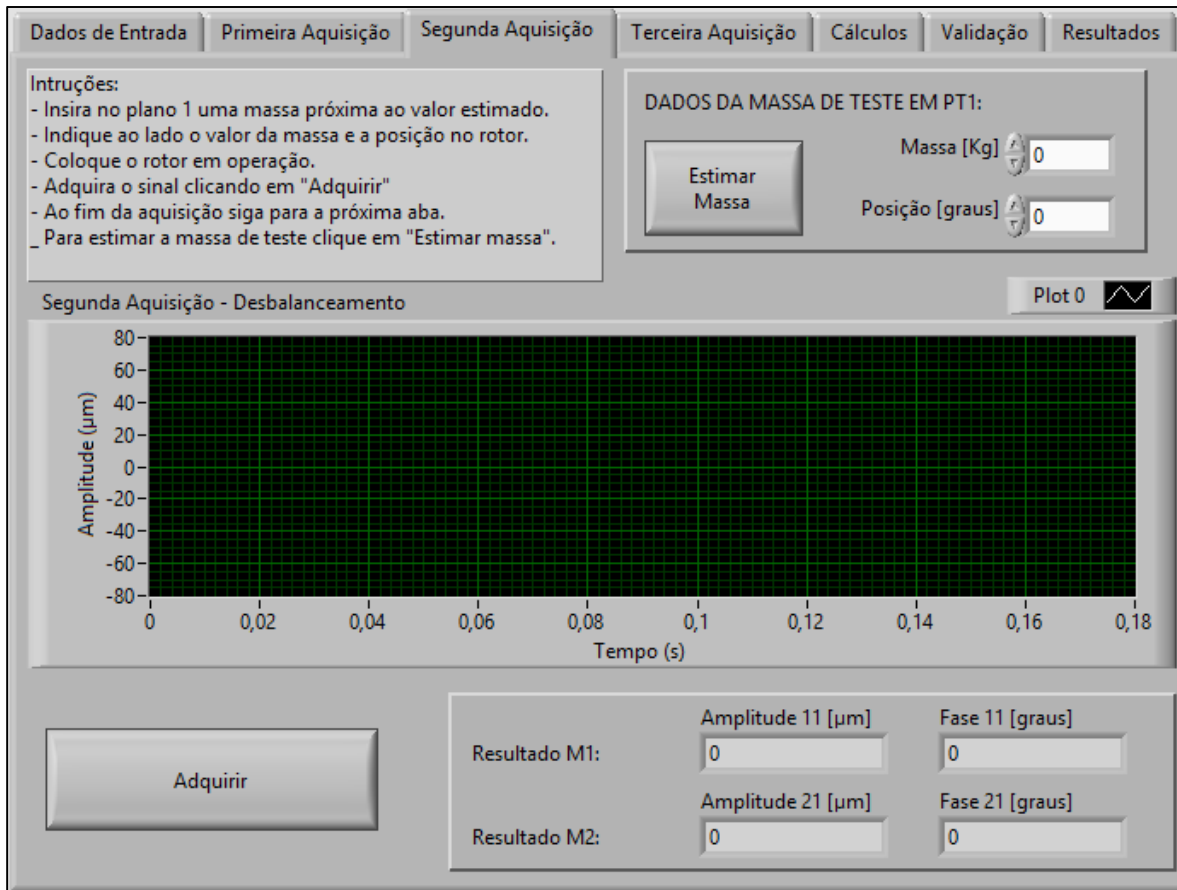 Dados de Entrada Primeira Aquisição Segunda Aquisição Terceira Aquisição Cálculos Validação Resultados
Intruções:
- Insira no plano 1 uma massa próxima ao valor estimado.
- Indique ao lado o valor da massa e a posição no rotor.
- Coloque o rotor em operação.
- Adquira o sinal clicando em "Adquirir"
- Ao fim da aquisição siga para a próxima aba.
_ Para estimar a massa de teste clique em "Estimar massa".
DADOS DA MASSA DE TESTE EM PT1:
Estimar
Massa
Massa [Kg] 0
Posição [graus] 0
Segunda Aquisição - Desbalanceamento
Plot 0
Amplitude (µm)
80
60
40
20
0
-20
-40
-60
-80
0 0,02 0,04 0,06 0,08 0,1 0,12 0,14 0,16 0,18
Tempo (s)
Adquirir
Amplitude 11 [µm] Fase 11 [graus]
Resultado M1: 0 0
Amplitude 21 [µm] Fase 21 [graus]
Resultado M2: 0 0